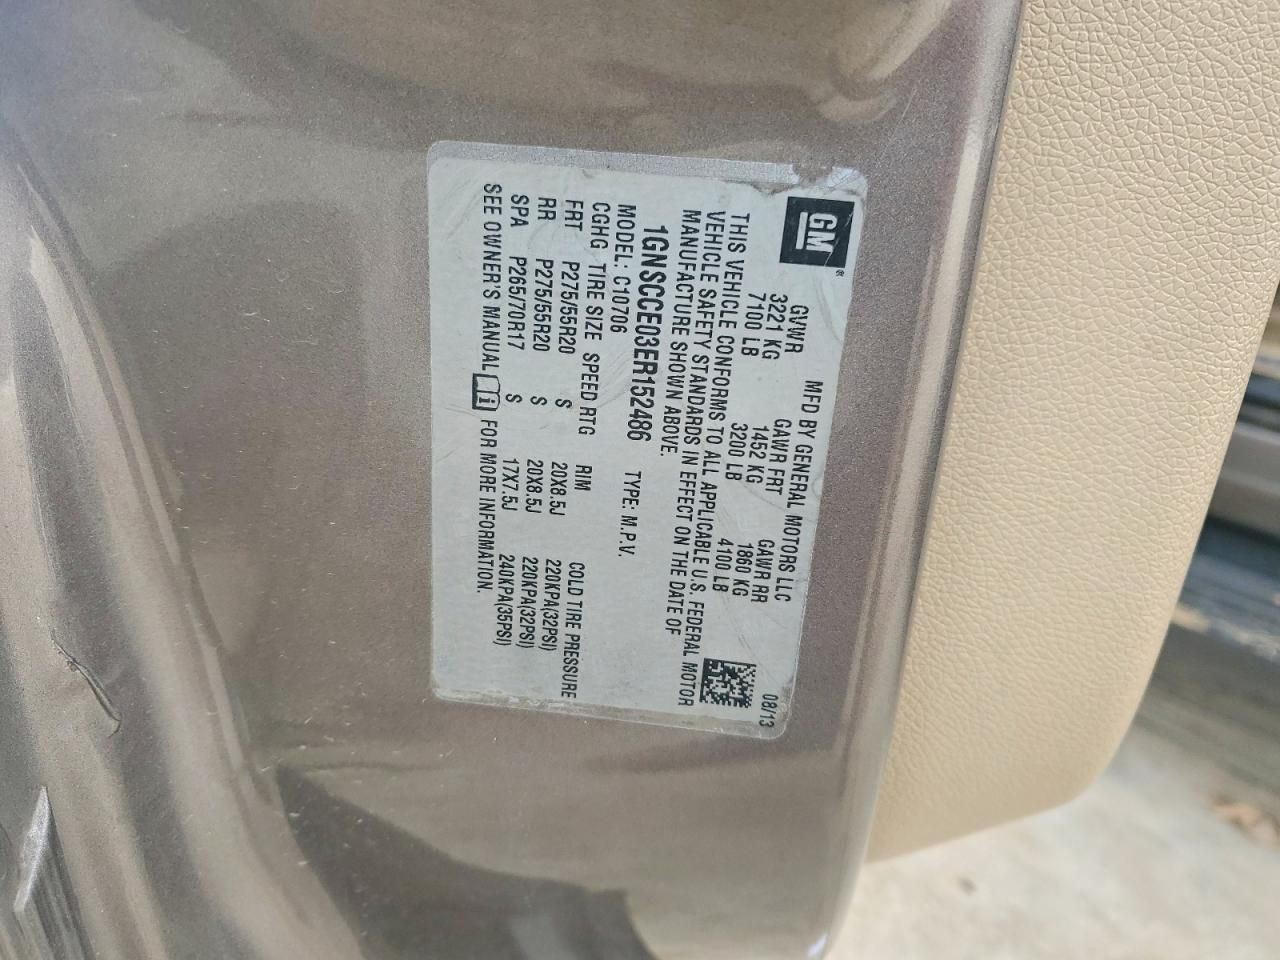 GM®
MFD BY GENERAL MOTORS LLC 08/13
GVWR GAWR FRT GAWR RR
3221 KG 1452 KG 1860 KG
7100 LB 3200 LB 4100 LB
THIS VEHICLE CONFORMS TO ALL APPLICABLE U.S. FEDERAL MOTOR
VEHICLE SAFETY STANDARDS IN EFFECT ON THE DATE OF
MANUFACTURE SHOWN ABOVE.
1GNSCCE03ER152486 TYPE: M.P.V.
MODEL: C10706
CGHG TIRE SIZE SPEED RTG RIM COLD TIRE PRESSURE
FRT P275/55R20 S 20X8.5J 220KPA(32PSI)
RR P275/55R20 S 20X8.5J 220KPA(32PSI)
SPA P265/70R17 S 17X7.5J 240KPA(35PSI)
SEE OWNER'S MANUAL i FOR MORE INFORMATION.